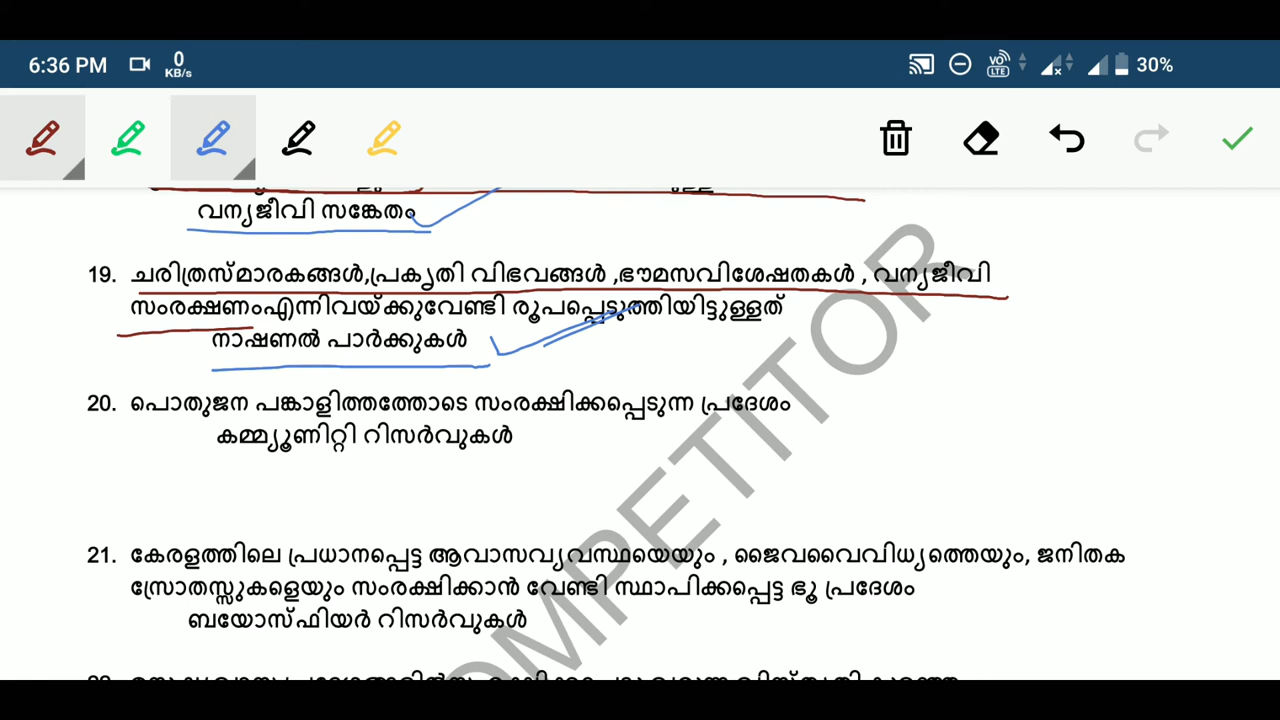 6:36 PM 0 KB/s VO LTE 30%
വന്യജീവി സങ്കേതം
19. ചരിത്രസ്മാരകങ്ങൾ,പ്രകൃതി വിഭവങ്ങൾ ,ഭൗമസവിശേഷതകൾ , വന്യജീവി
സംരക്ഷണംഎന്നിവയ്ക്കുവേണ്ടി രൂപപ്പെടുത്തിയിട്ടുള്ളത്
നാഷണൽ പാർക്കുകൾ
20. പൊതുജന പങ്കാളിത്തത്തോടെ സംരക്ഷിക്കപ്പെടുന്ന പ്രദേശം
കമ്മ്യൂണിറ്റി റിസർവുകൾ
21. കേരളത്തിലെ പ്രധാനപ്പെട്ട ആവാസവ്യവസ്ഥയെയും , ജൈവവൈവിധ്യത്തെയും, ജനിതക
സ്രോതസ്സുകളെയും സംരക്ഷിക്കാൻ വേണ്ടി സ്ഥാപിക്കപ്പെട്ട ഭൂ പ്രദേശം
ബയോസ്ഫിയർ റിസർവുകൾ
COMPETITOR